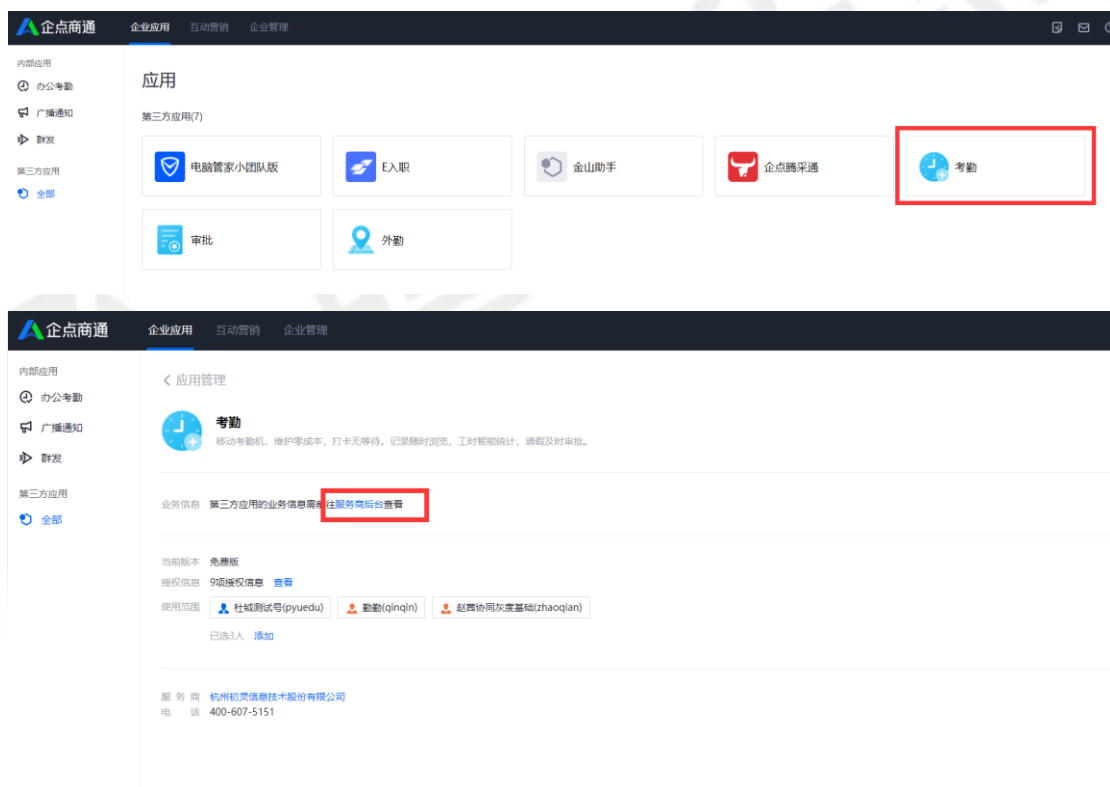 企点商通 企业应用 互动营销 企业管理
内部应用
办公考勤
广播通知
群发
第三方应用
全部
应用
第三方应用(7)
电脑管家小团队版 E入职 金山助手 企点腾采通 考勤
审批 外勤
企点商通 企业应用 互动营销 企业管理
内部应用
办公考勤
广播通知
群发
第三方应用
全部
应用管理
考勤
移动考勤机、维护零成本，打卡无等待。记录随时浏览，工时智能统计，请假及时审批。
业务信息 第三方应用的业务信息需前往服务商后台查看
当前版本 免费版
授权信息 9项授权信息 查看
使用范围 杜钺测试号(pyuedu) 勤勤(qinqin) 赵茜协同灰度基础(zhaoqian)
已选3人 添加
服务商 杭州初灵信息技术股份有限公司
电话 400-607-5151